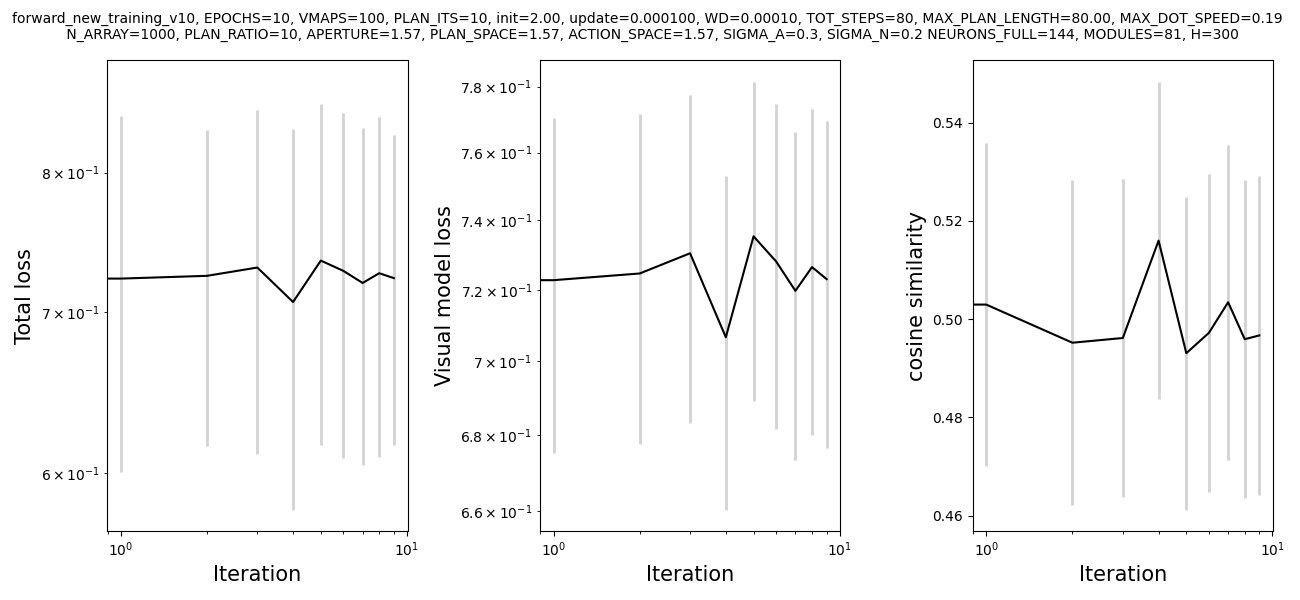 forward_new_training_v10, EPOCHS=10, VMAPS=100, PLAN_ITS=10, init=2.00, update=0.000100, WD=0.00010, TOT_STEPS=80, MAX_PLAN_LENGTH=80.00, MAX_DOT_SPEED=0.19
N_ARRAY=1000, PLAN_RATIO=10, APERTURE=1.57, PLAN_SPACE=1.57, ACTION_SPACE=1.57, SIGMA_A=0.3, SIGMA_N=0.2 NEURONS_FULL=144, MODULES=81, H=300
Total loss
8 × 10⁻¹
7 × 10⁻¹
6 × 10⁻¹
10⁰
10¹
Iteration
Visual model loss
7.8 × 10⁻¹
7.6 × 10⁻¹
7.4 × 10⁻¹
7.2 × 10⁻¹
7 × 10⁻¹
6.8 × 10⁻¹
6.6 × 10⁻¹
10⁰
10¹
Iteration
cosine similarity
0.54
0.52
0.50
0.48
0.46
10⁰
10¹
Iteration